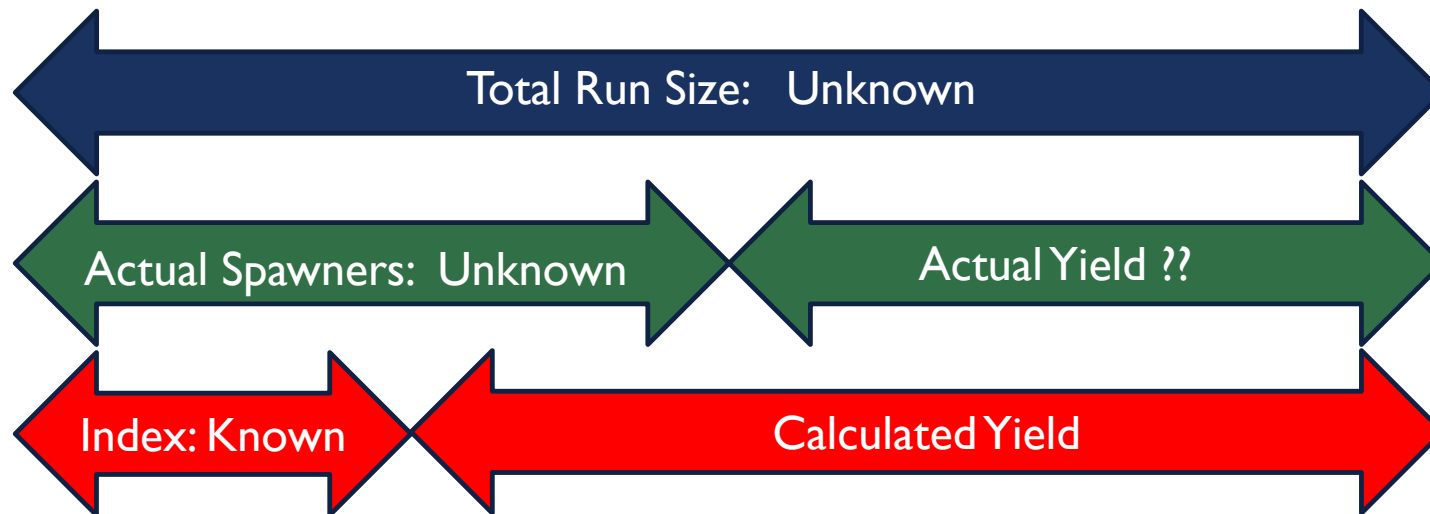 Total Run Size: Unknown
Actual Spawners: Unknown
Actual Yield ??
Index: Known
Calculated Yield